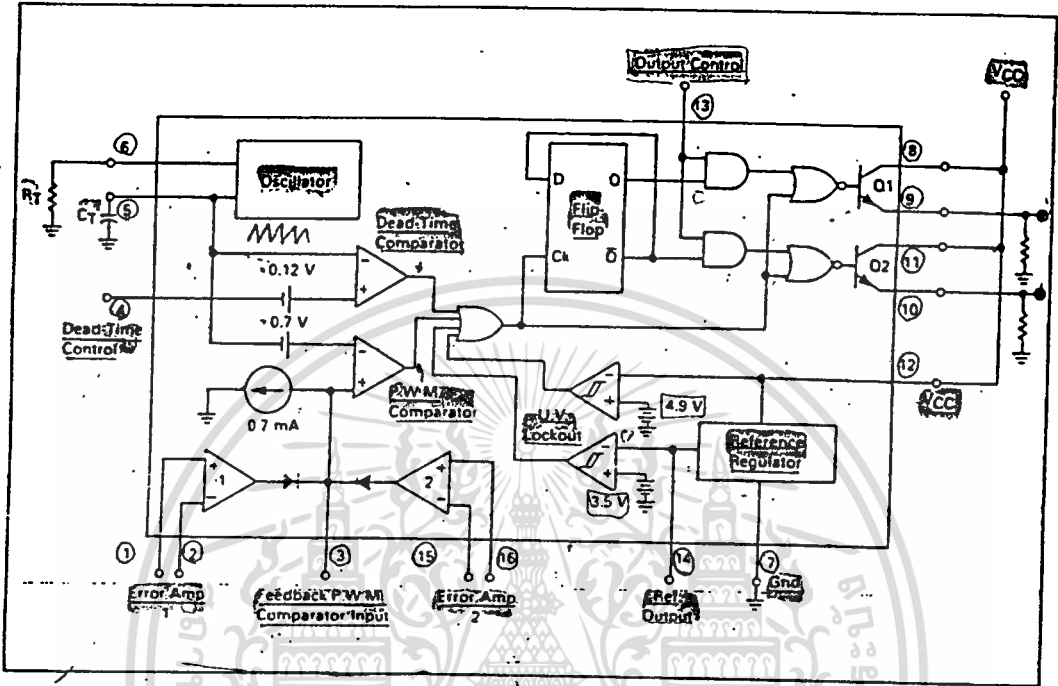 Output Control
VCC
13
6
RT
Oscillator
8
Q1
CT
5
D
Q
9
Flip-
Flop
Dead-Time
Comparator
0.12 V
Ck
Q̅
11
Q2
4
0.7 V
10
Dead-Time
Control
P.W.M.
Comparator
12
VCC
4.9 V
0.7 mA
U.V.
Lockout
Reference
Regulator
1
2
3.5 V
1
2
3
15
16
14
7
Error Amp
1
Feedback P.W.M.
Comparator Input
Error Amp
2
Ref.
Output
Gnd